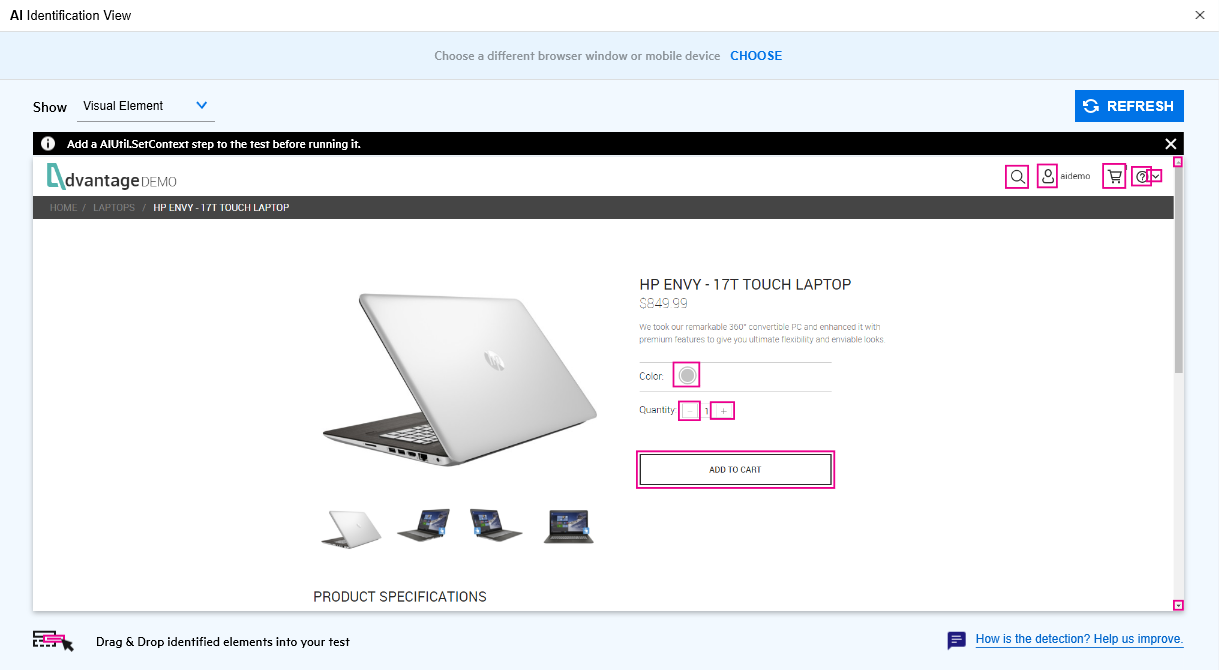 AI Identification View
Choose a different browser window or mobile device CHOOSE
Show Visual Element
REFRESH
Add a AIUtil.SetContext step to the test before running it.
dvantage DEMO
aidemo
HOME / LAPTOPS / HP ENVY - 17T TOUCH LAPTOP
HP ENVY - 17T TOUCH LAPTOP
$849.99
We took our remarkable 360° convertible PC and enhanced it with
premium features to give you ultimate flexibility and enviable looks.
Color:
Quantity: - 1 +
ADD TO CART
PRODUCT SPECIFICATIONS
Drag & Drop identified elements into your test
How is the detection? Help us improve.